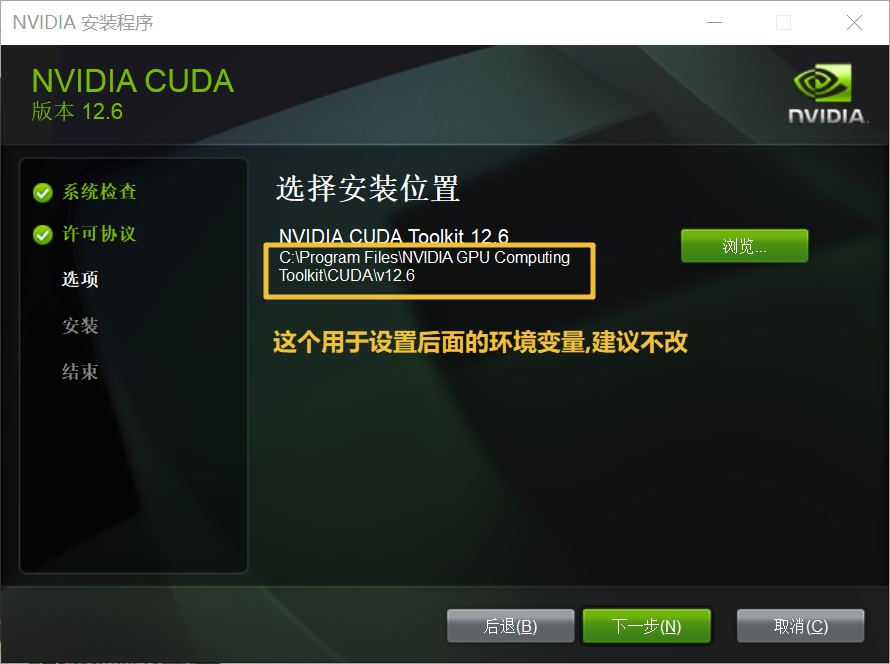 NVIDIA 安装程序
NVIDIA CUDA
版本 12.6
NVIDIA.
系统检查
许可协议
选项
安装
结束
选择安装位置
NVIDIA CUDA Toolkit 12.6
C:\Program Files\NVIDIA GPU Computing
Toolkit\CUDA\v12.6
浏览...
这个用于设置后面的环境变量,建议不改
后退(B)
下一步(N)
取消(C)